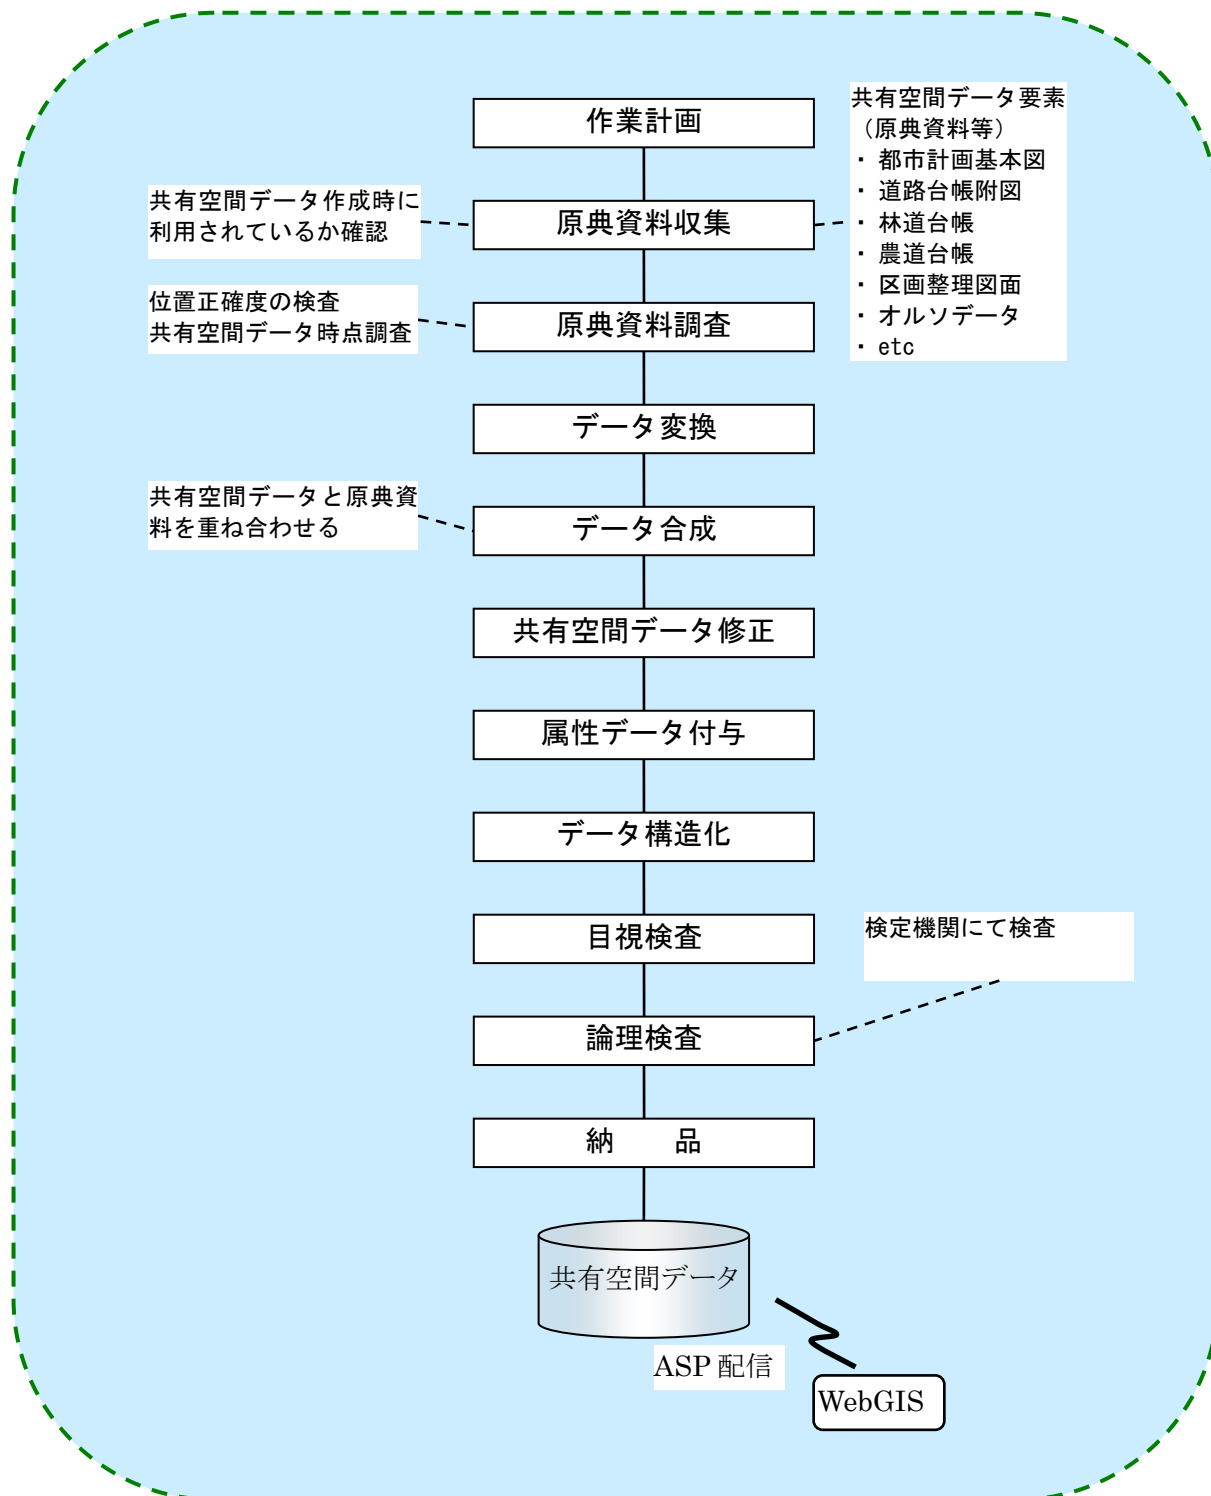 作業計画
共有空間データ要素
（原典資料等）
・ 都市計画基本図
・ 道路台帳附図
・ 林道台帳
・ 農道台帳
・ 区画整理図面
・ オルソデータ
・ etc
共有空間データ作成時に
利用されているか確認
原典資料収集
位置正確度の検査
共有空間データ時点調査
原典資料調査
データ変換
共有空間データと原典資
料を重ね合わせる
データ合成
共有空間データ修正
属性データ付与
データ構造化
目視検査
検定機関にて検査
論理検査
納　　品
共有空間データ
ASP 配信
WebGIS